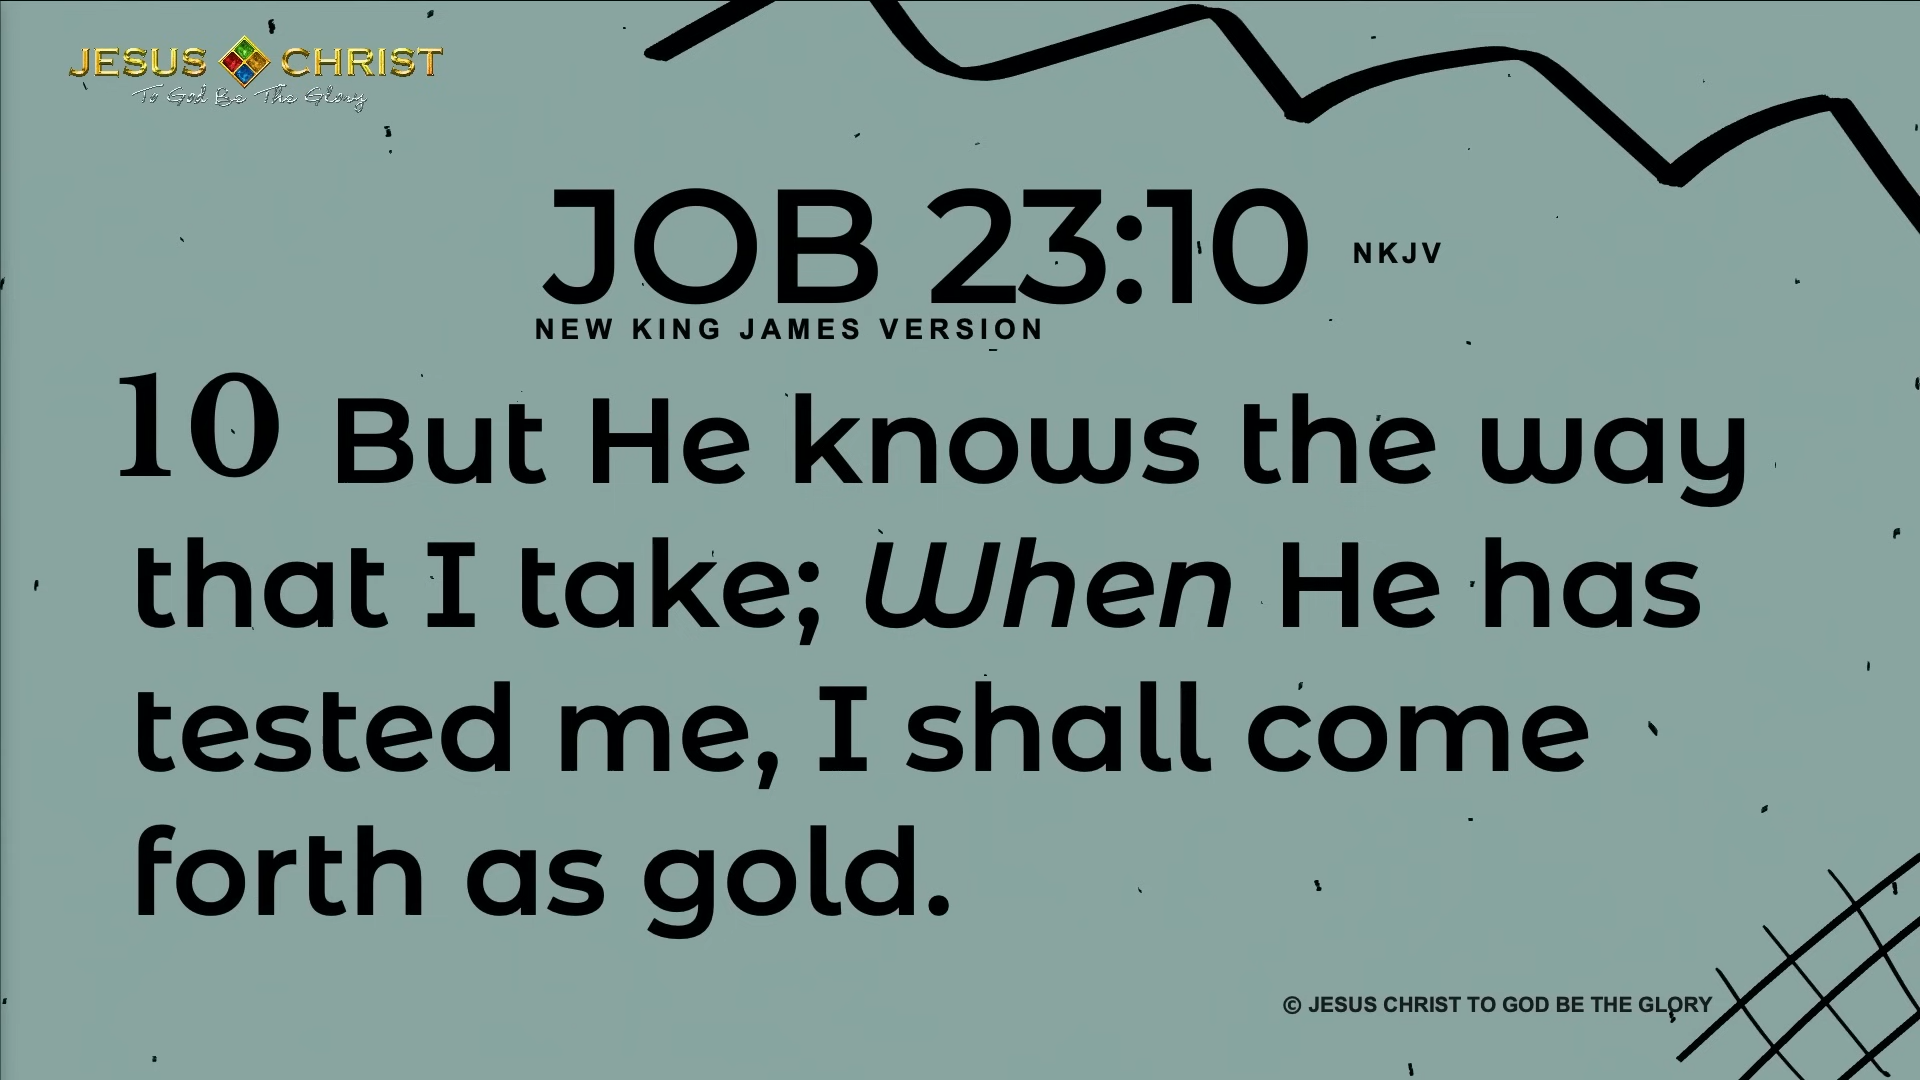 JESUS CHRIST
To God Be The Glory
JOB 23:10 NKJV
NEW KING JAMES VERSION
10 But He knows the way
that I take; When He has
tested me, I shall come
forth as gold.
© JESUS CHRIST TO GOD BE THE GLORY